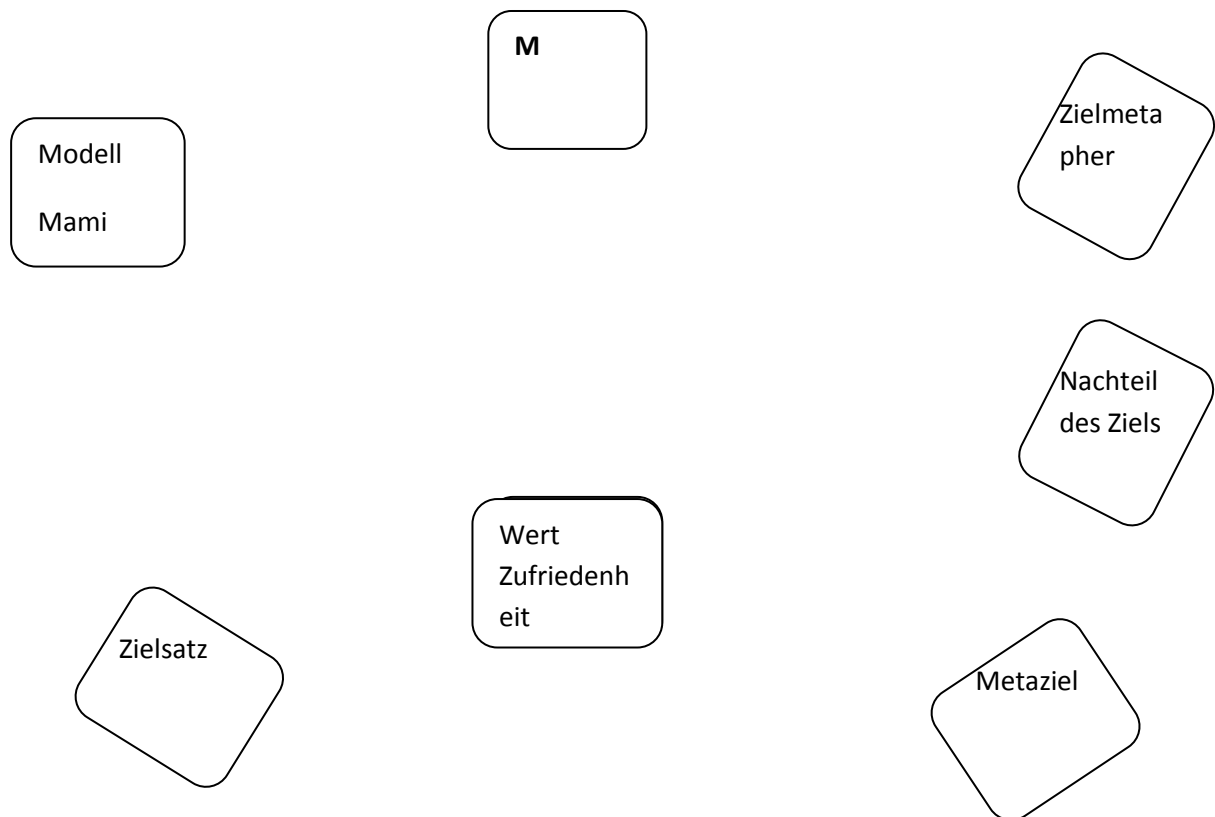 M
Modell
Mami
Zielmeta
pher
Nachteil
des Ziels
Wert
Zufriedenh
eit
Zielsatz
Metaziel